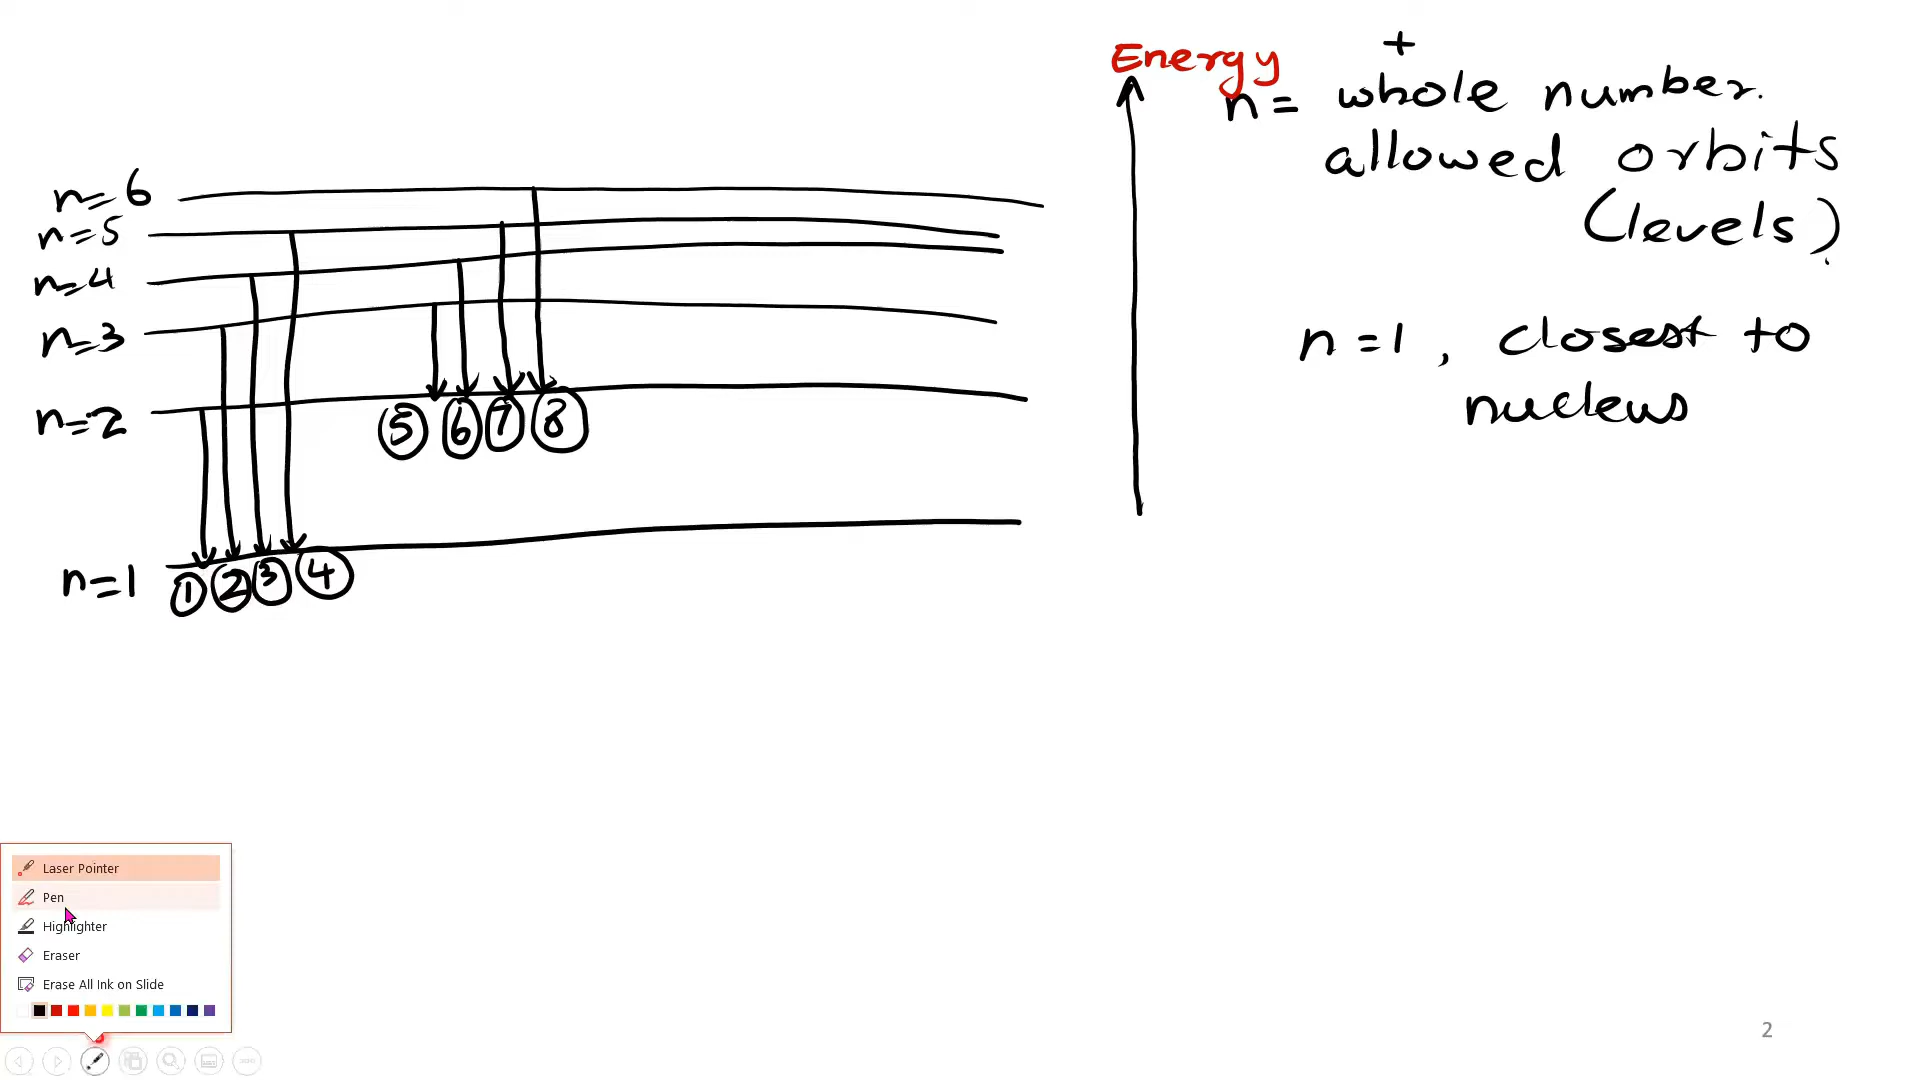 Energy
+
n = whole number.
allowed orbits
(levels)
n=6
n=5
n=4
n=3
n=2
n=1
5 6 7 8
1 2 3 4
n=1, closest to
nucleus
Laser Pointer
Pen
Highlighter
Eraser
Erase All Ink on Slide
2